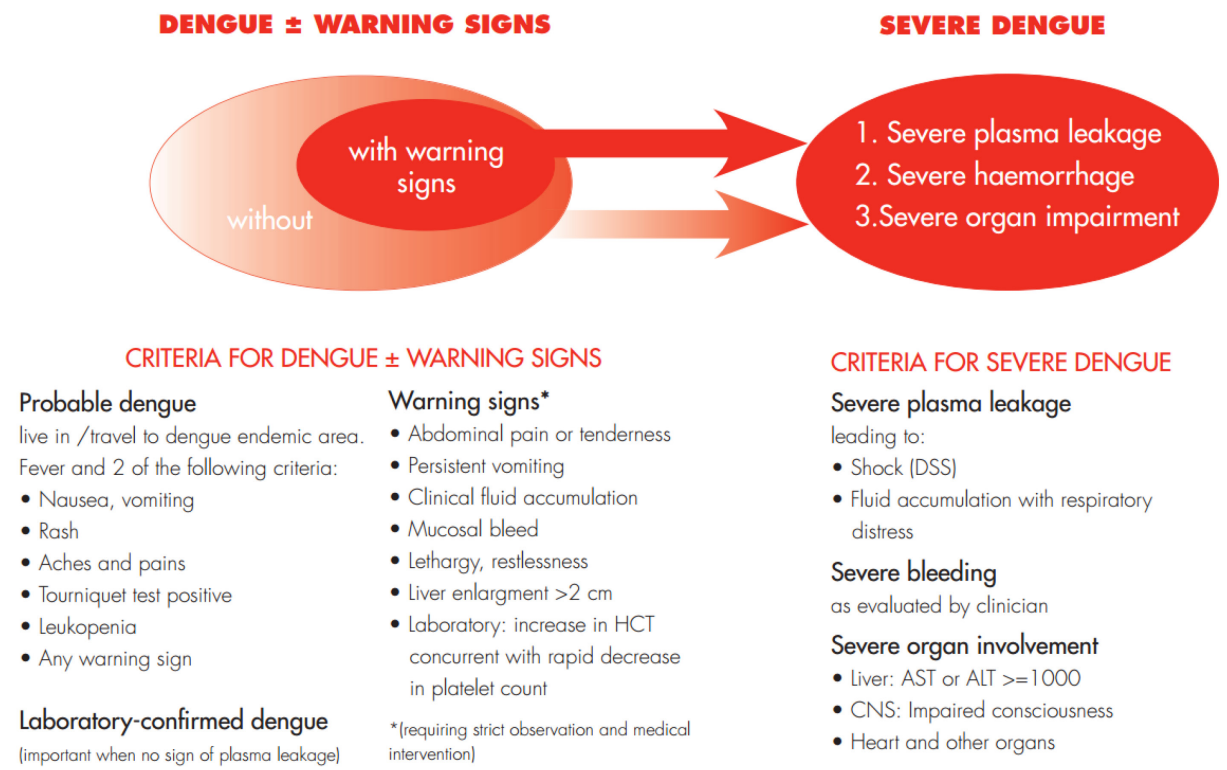 DENGUE ± WARNING SIGNS
SEVERE DENGUE
with warning
signs
without
1. Severe plasma leakage
2. Severe haemorrhage
3.Severe organ impairment
CRITERIA FOR DENGUE ± WARNING SIGNS
Probable dengue
live in /travel to dengue endemic area.
Fever and 2 of the following criteria:
• Nausea, vomiting
• Rash
• Aches and pains
• Tourniquet test positive
• Leukopenia
• Any warning sign
Laboratory-confirmed dengue
(important when no sign of plasma leakage)
Warning signs*
• Abdominal pain or tenderness
• Persistent vomiting
• Clinical fluid accumulation
• Mucosal bleed
• Lethargy, restlessness
• Liver enlargment >2 cm
• Laboratory: increase in HCT
concurrent with rapid decrease
in platelet count
*(requiring strict observation and medical
intervention)
CRITERIA FOR SEVERE DENGUE
Severe plasma leakage
leading to:
• Shock (DSS)
• Fluid accumulation with respiratory
distress
Severe bleeding
as evaluated by clinician
Severe organ involvement
• Liver: AST or ALT >=1000
• CNS: Impaired consciousness
• Heart and other organs